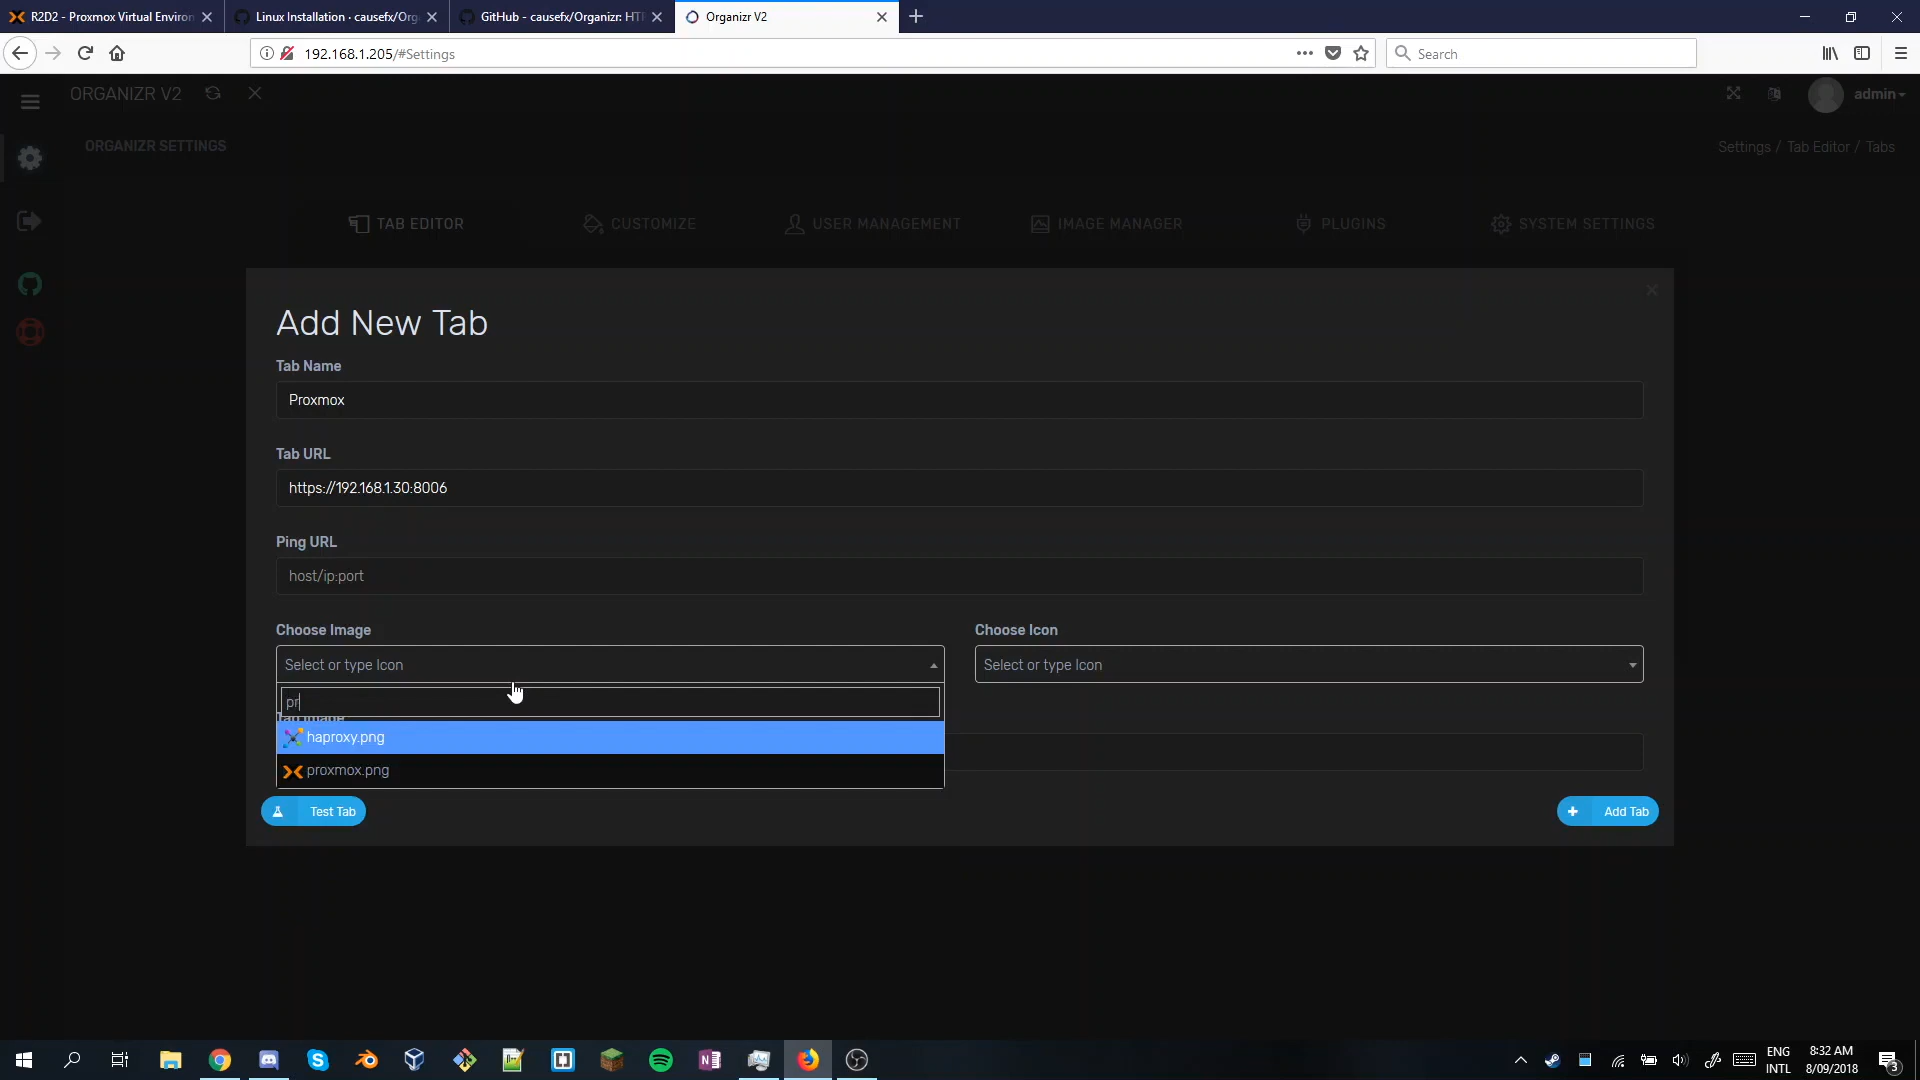 R2D2 - Proxmox Virtual Environ
Linux Installation · causefx/Orga
GitHub - causefx/Organizr: HT
Organizr V2
192.168.1.205/#Settings
Search
ORGANIZR V2
admin
ORGANIZR SETTINGS
Settings / Tab Editor / Tabs
TAB EDITOR
CUSTOMIZE
USER MANAGEMENT
IMAGE MANAGER
PLUGINS
SYSTEM SETTINGS
Add New Tab
Tab Name
Proxmox
Tab URL
https://192.168.1.30:8006
Ping URL
host/ip:port
Choose Image
Choose Icon
Select or type Icon
Select or type Icon
pr
Tab Image
haproxy.png
proxmox.png
Test Tab
Add Tab
ENG
INTL
8:32 AM
8/09/2018
3